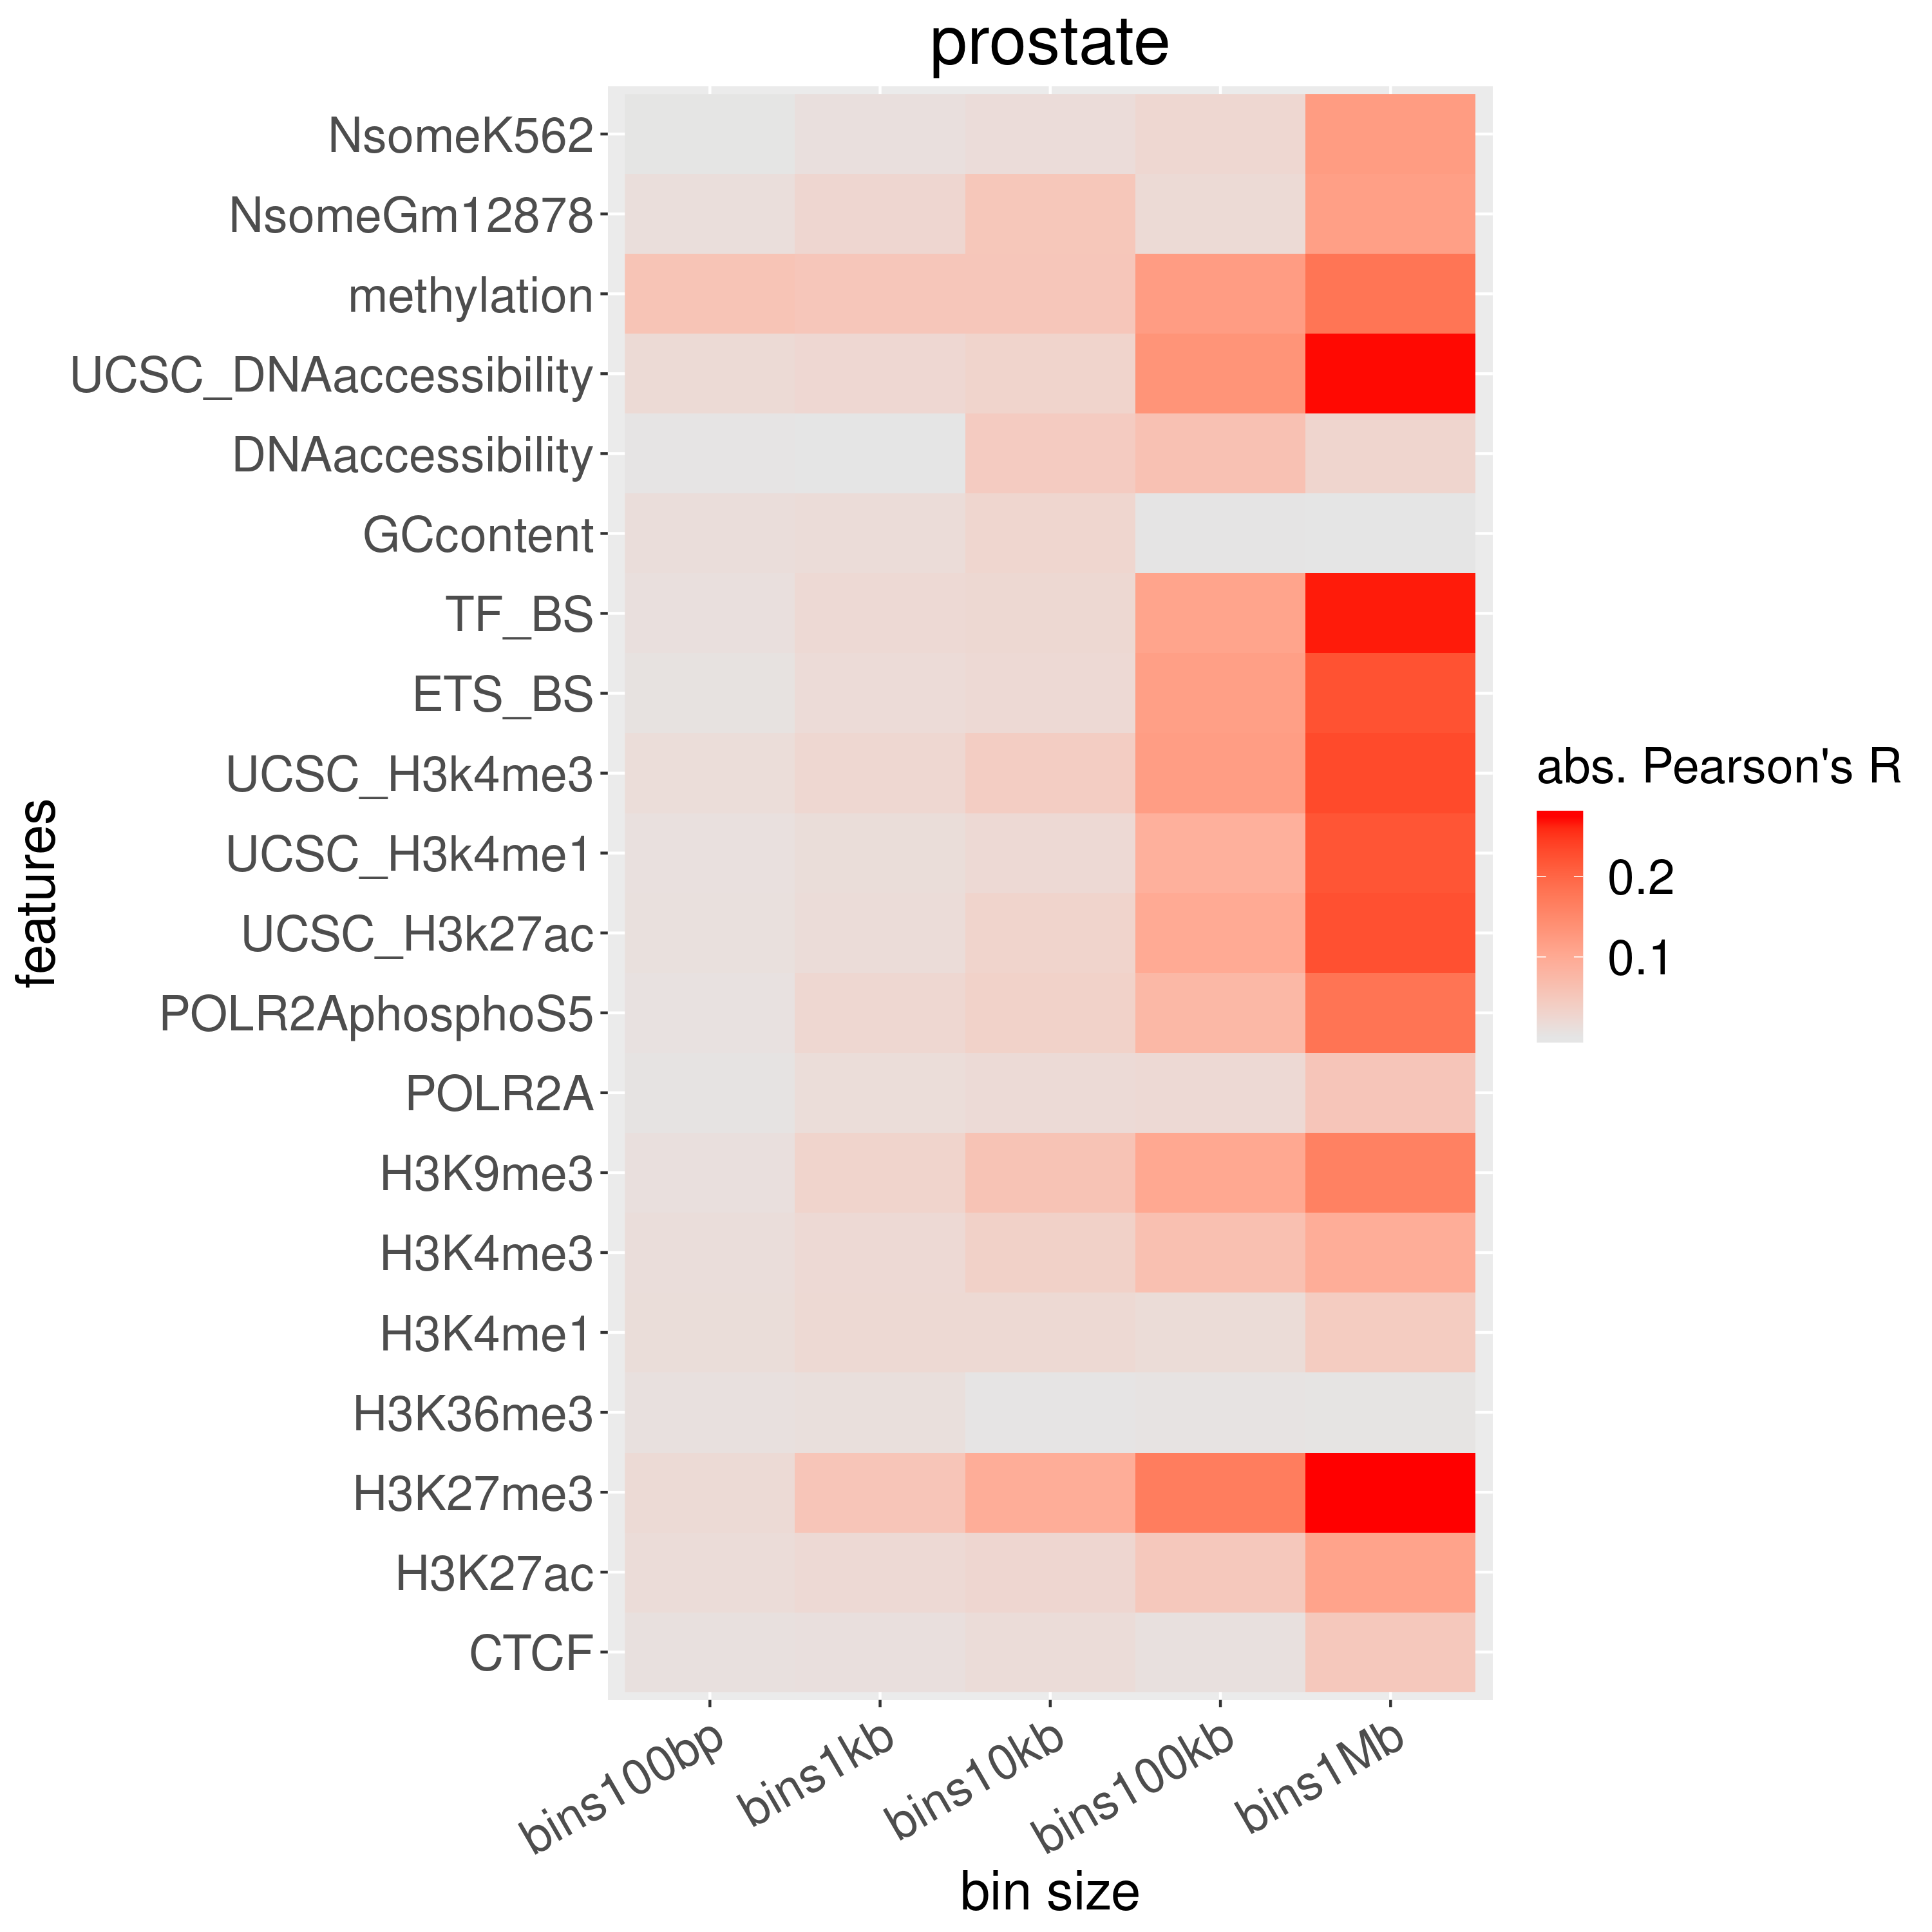 prostate
features
NsomeK562
NsomeGm12878
methylation
UCSC_DNAaccessibility
DNAaccessibility
GCcontent
TF_BS
ETS_BS
UCSC_H3k4me3
UCSC_H3k4me1
UCSC_H3k27ac
POLR2AphosphoS5
POLR2A
H3K9me3
H3K4me3
H3K4me1
H3K36me3
H3K27me3
H3K27ac
CTCF
bins100bp
bins1kb
bins10kb
bins100kb
bins1Mb
bin size
abs. Pearson's R
0.2
0.1